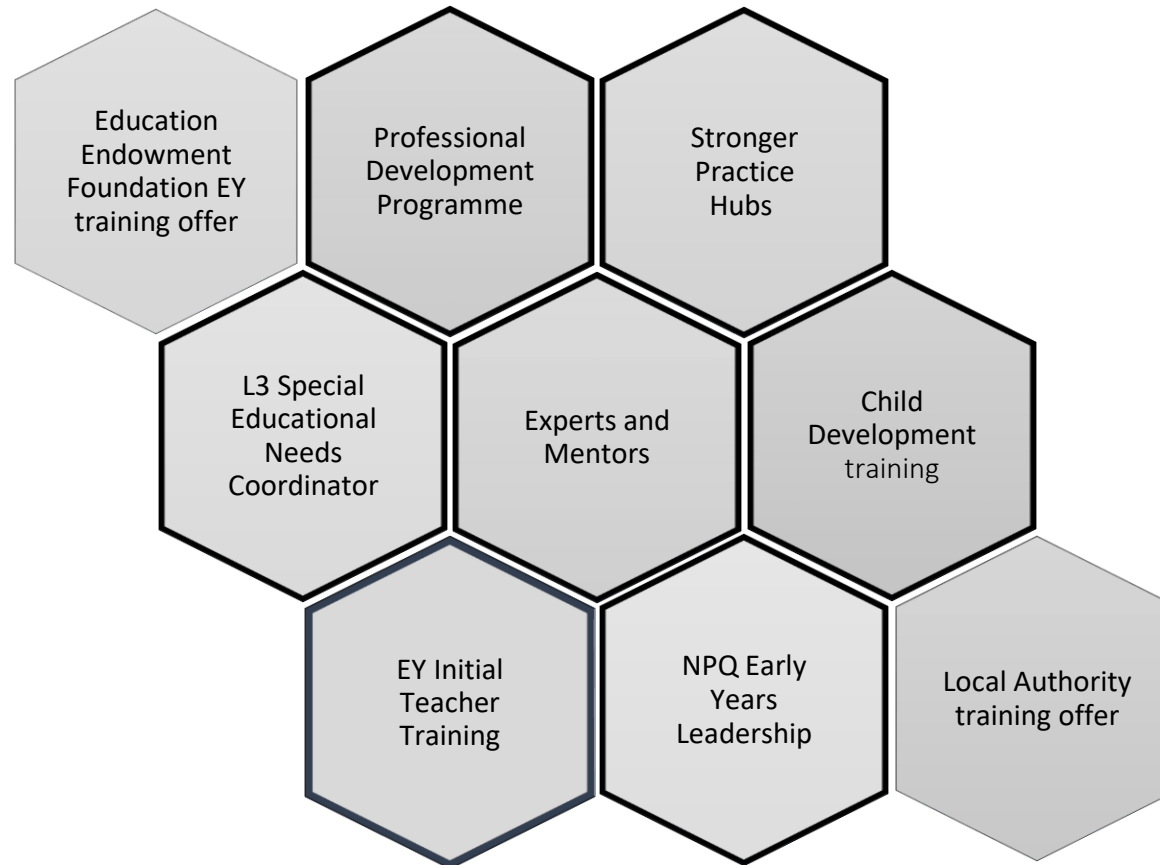 Education
Endowment
Foundation EY
training offer
Professional
Development
Programme
Stronger
Practice
Hubs
L3 Special
Educational
Needs
Coordinator
Experts and
Mentors
Child
Development
training
EY Initial
Teacher
Training
NPQ Early
Years
Leadership
Local Authority
training offer